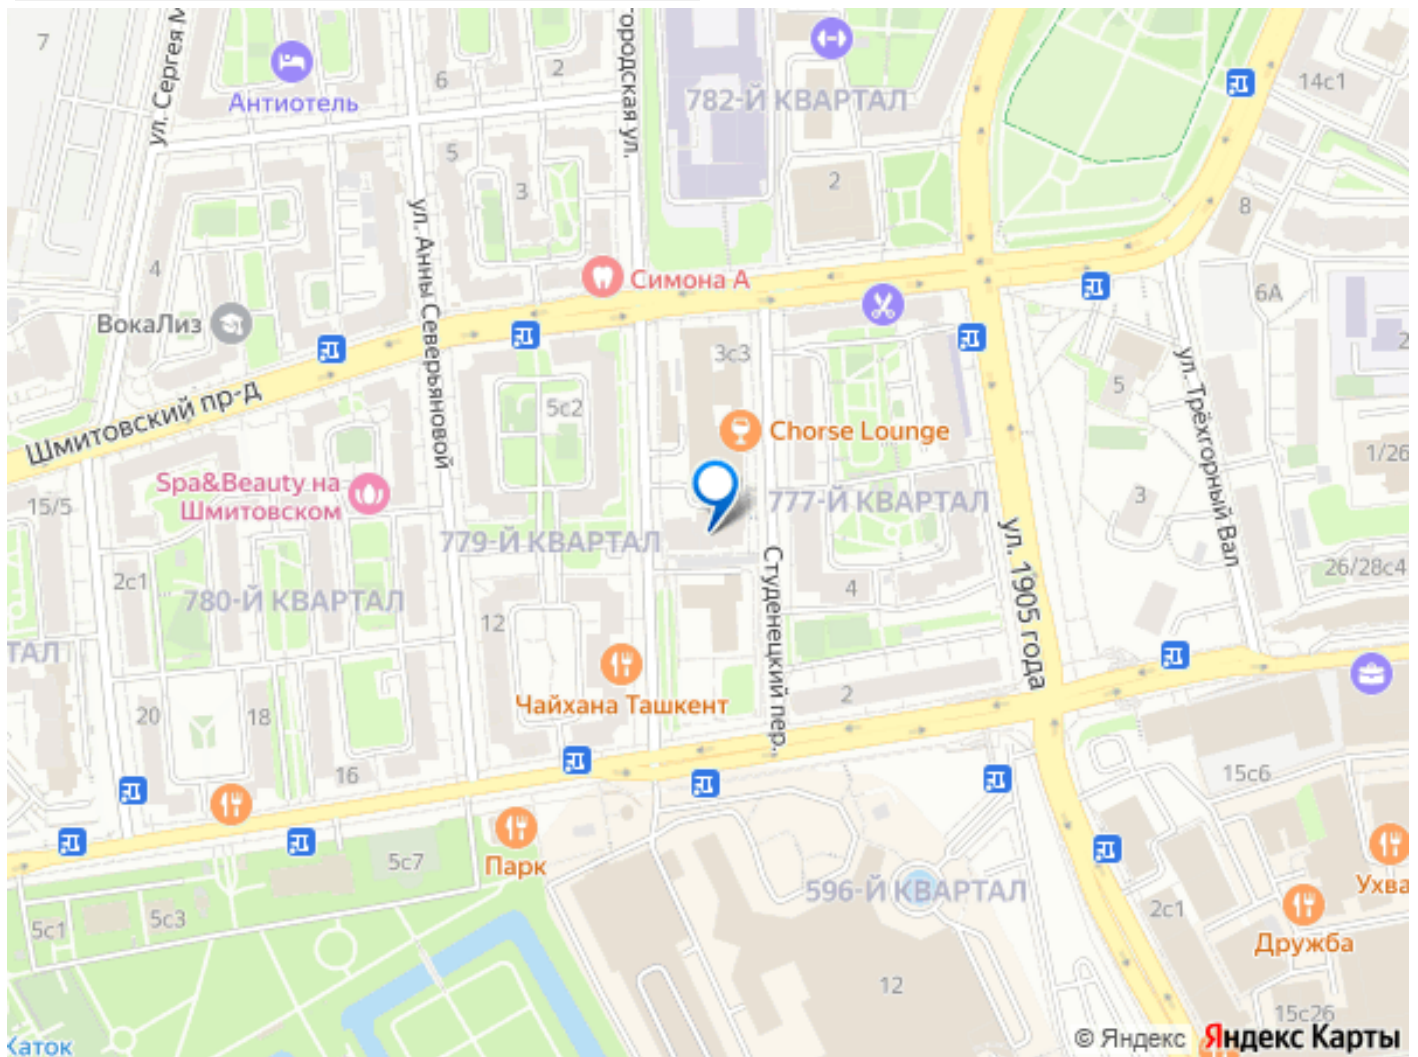 7
ул. Сергея М
Антиотель
6
2
городская ул.
782-Й КВАРТАЛ
14с1
5
3
2
8
ул. Анны Северьяновой
4
Симона А
6А
ВокаЛиз
3с3
2
5
ул. Трёхгорный Вал
Шмитовский пр-д
5с2
Chorse Lounge
1/26
Spa&Beauty на
Шмитовском
15/5
777-Й КВАРТАЛ
3
779-Й КВАРТАЛ
ул. 1905 года
Студенецкий пер.
26/28с4
2с1
780-Й КВАРТАЛ
4
12
ТАЛ
Чайхана Ташкент
2
20
18
16
15с6
Парк
5с7
596-Й КВАРТАЛ
Ухва
5с1
5с3
2с1
Дружба
12
15с26
Каток
© Яндекс Яндекс Карты